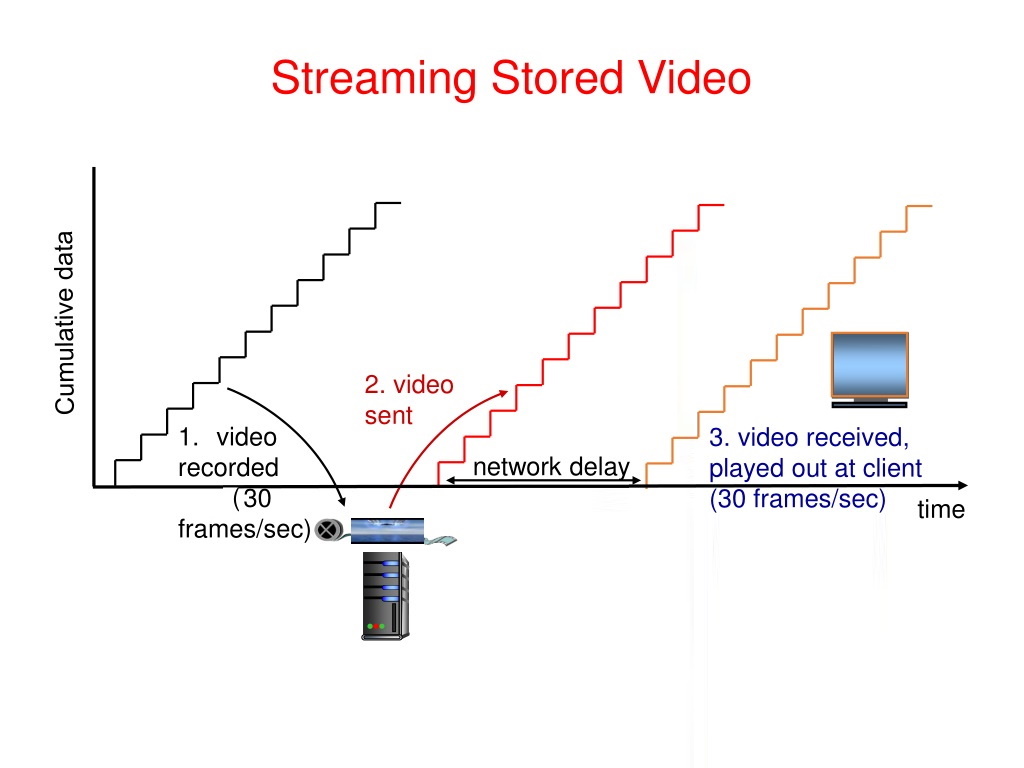 Streaming Stored Video
Cumulative data
1. video
recorded
(30
frames/sec)
2. video
sent
network delay
3. video received,
played out at client
(30 frames/sec)
time